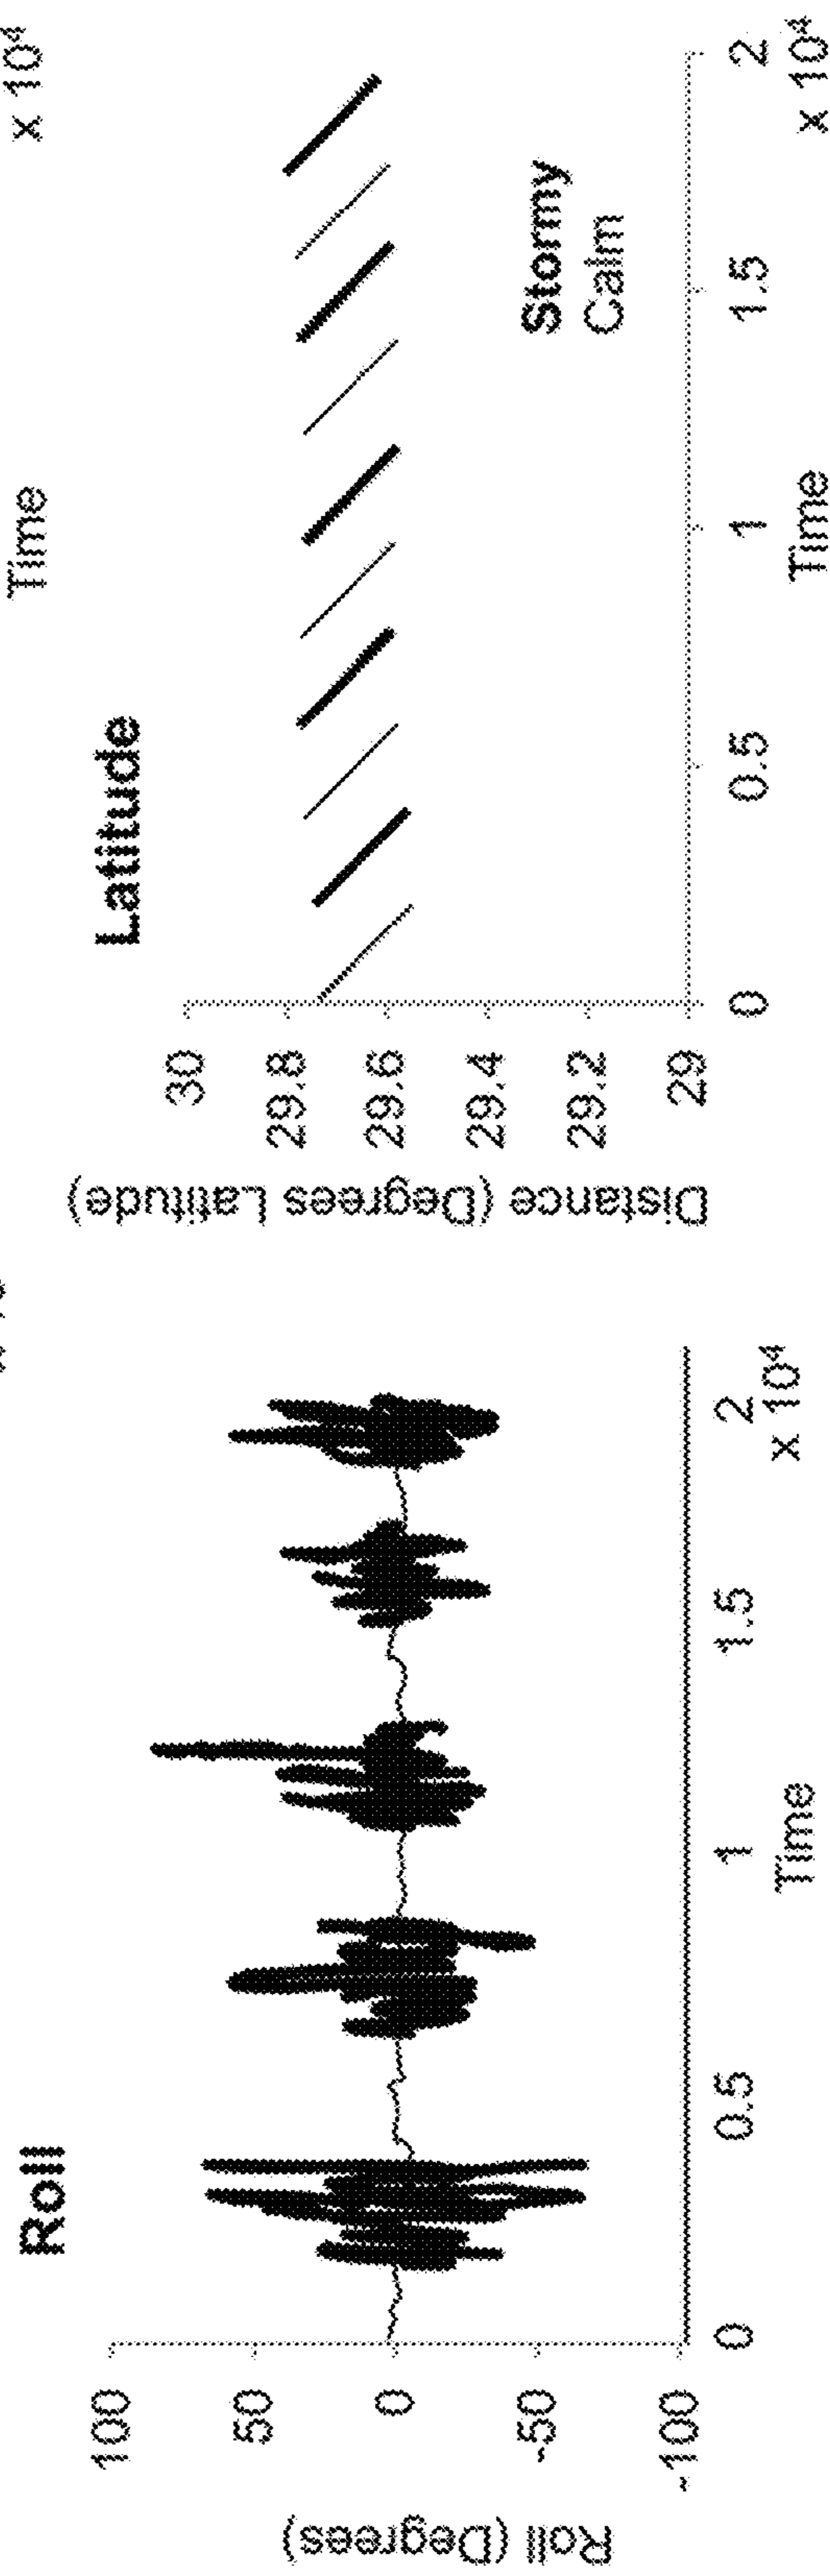 Time
x 10⁴
Roll
Roll (Degrees)
100
50
0
-50
-100
0
0.5
1
1.5
2
x 10⁴
Time
Latitude
Distance (Degrees Latitude)
30
29.8
29.6
29.4
29.2
29
0
0.5
1
1.5
2
x 10⁴
Time
Stormy
Calm